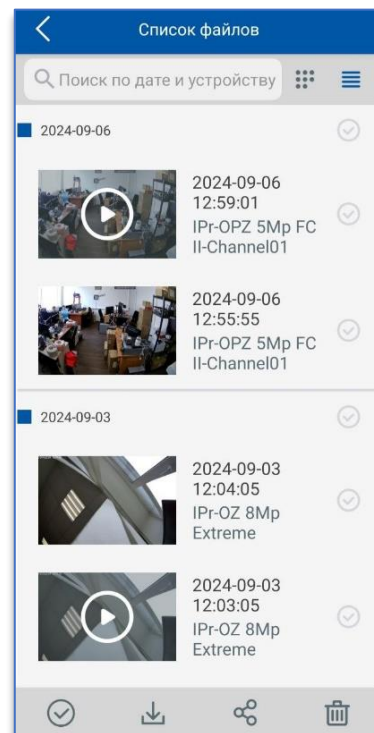 Список файлов
Поиск по дате и устройству
2024-09-06
2024-09-06
12:59:01
IPr-OPZ 5Mp FC
II-Channel01
2024-09-06
12:55:55
IPr-OPZ 5Mp FC
II-Channel01
2024-09-03
2024-09-03
12:04:05
IPr-OZ 8Mp
Extreme
2024-09-03
12:03:05
IPr-OZ 8Mp
Extreme